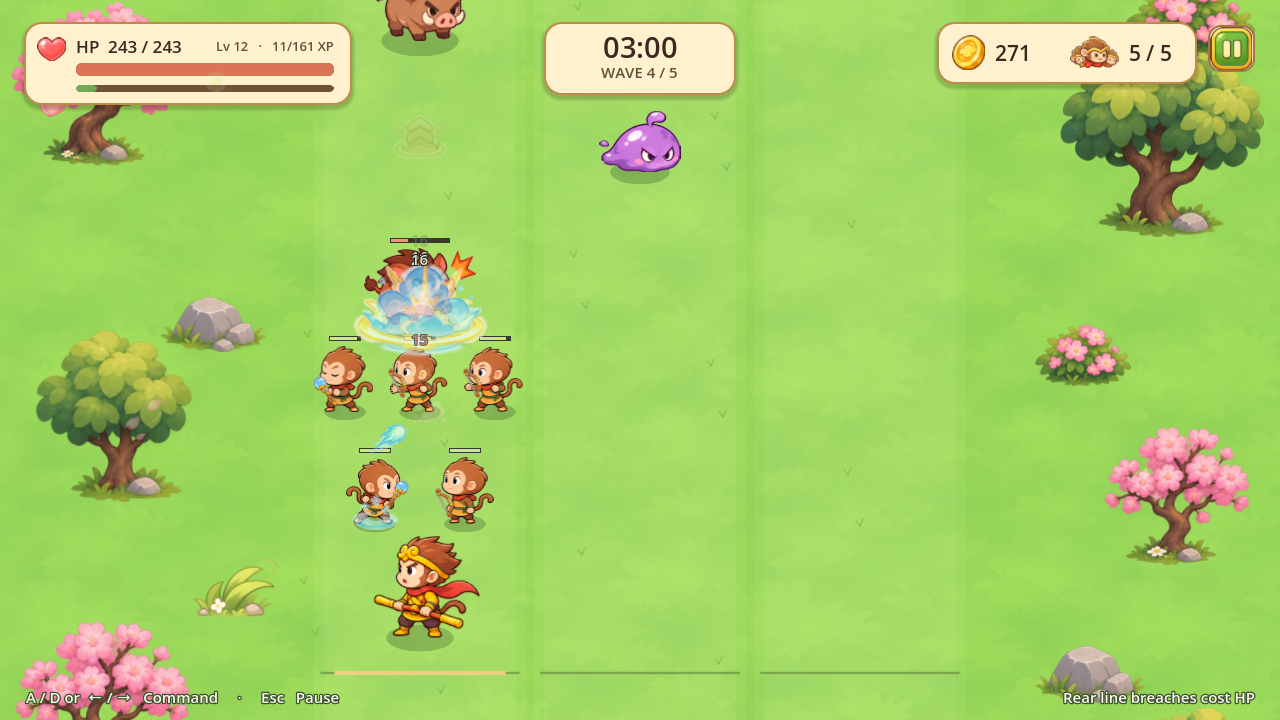 HP 243 / 243 Lv 12 · 11/161 XP
03:00
WAVE 4 / 5
271
5 / 5
16
15
A / D or ← / → Command · Esc Pause
Rear line breaches cost HP